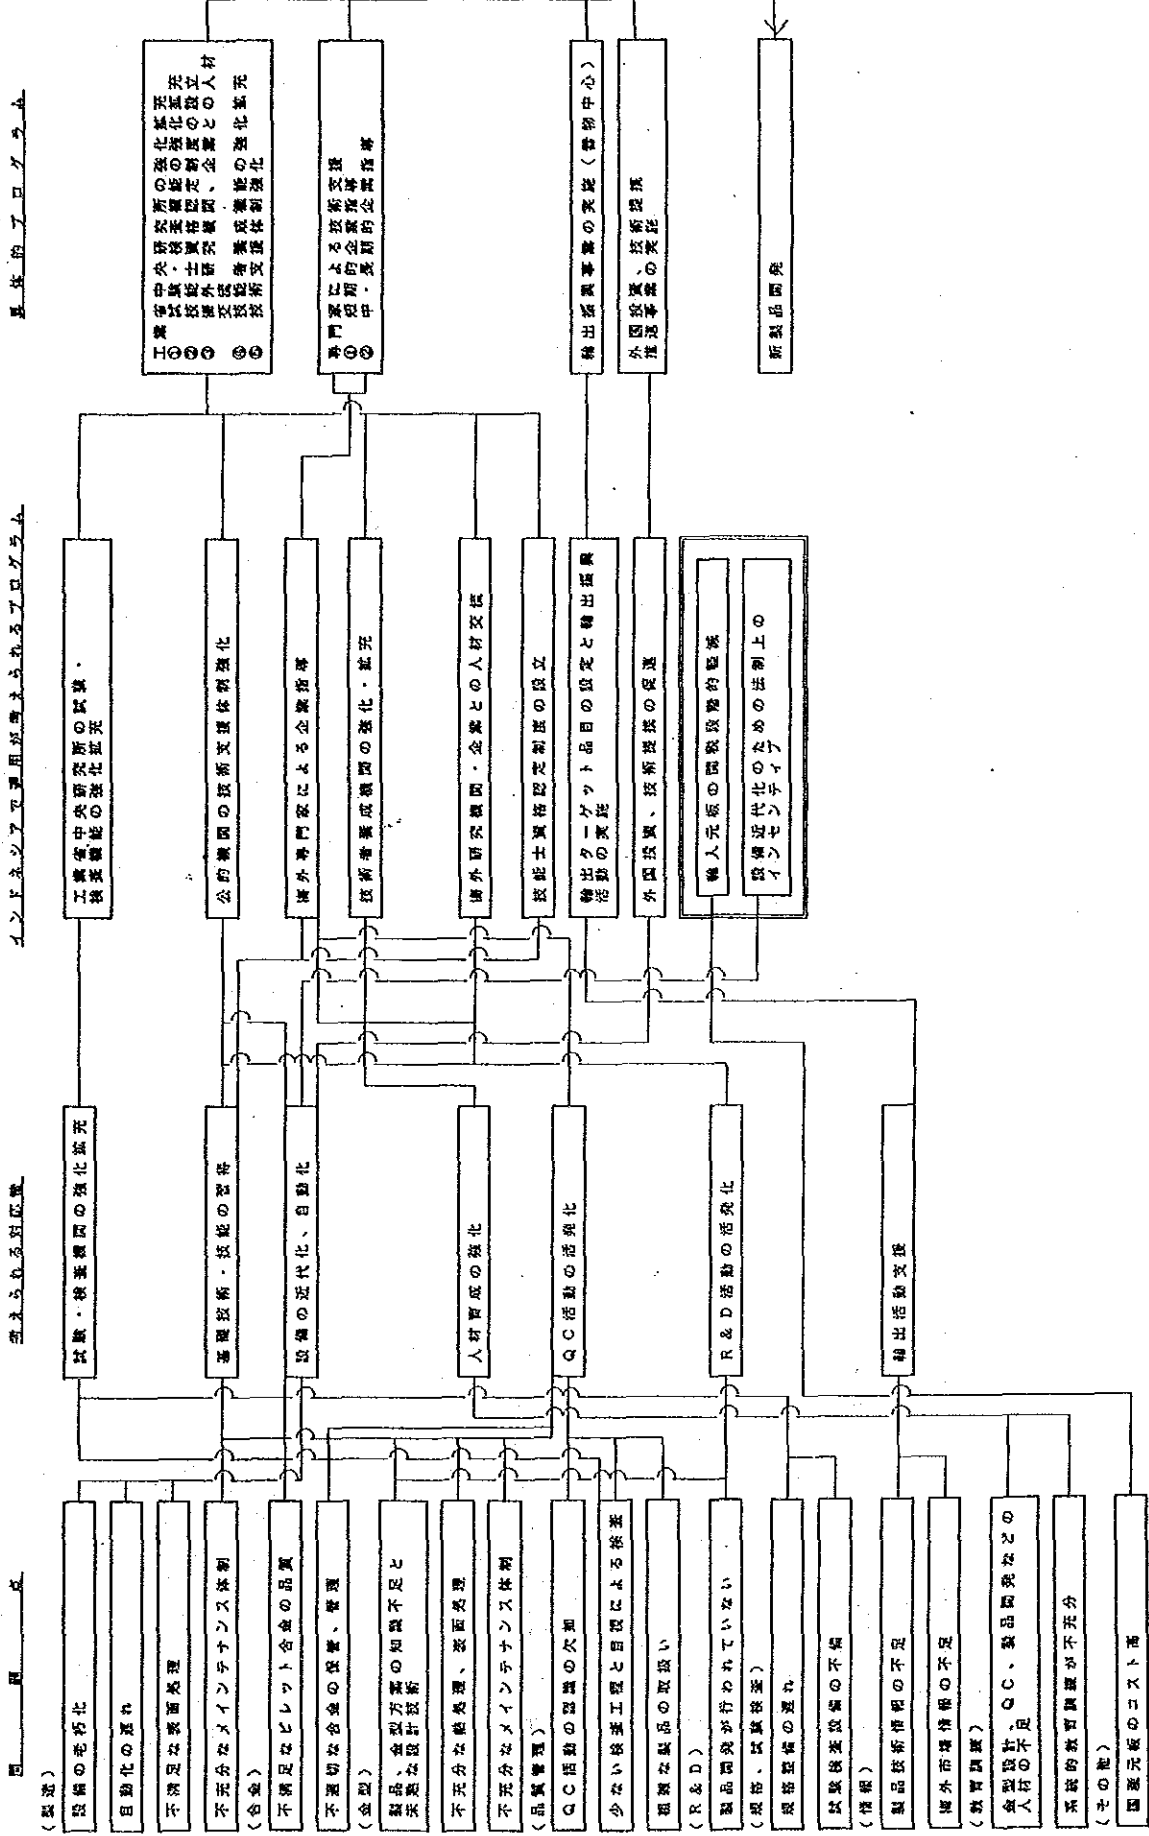 問題点
(製造)
設備の老朽化
自動化の遅れ
不満足な表面処理
不充分なメインテナンス体制
(合金)
不満足なビレット合金の品質
不適切な合金の保管、管理
(金型)
製品、金型方案の知識不足と
未熟な設計技術
不充分な熱処理、表面処理
不充分なメインテナンス体制
(品質管理)
QC活動の認識の欠如
少ない検査工程と目視による検査
粗雑な製品の取扱い
(R&D)
製品開発が行われていない
(規格、試験検査)
規格整備の遅れ
試験検査設備の不備
(情報)
製品技術情報の不足
海外市場情報の不足
(教育訓練)
金型設計、QC、製品開発などの
人材の不足
系統的教育訓練が不充分
(その他)
国産元板のコスト高
考えられる対応策
試験・検査機関の強化拡充
基礎技術・技能の習得
設備の近代化、自動化
人材育成の強化
QC活動の活発化
R&D活動の活発化
輸出活動支援
インドネシアで運用が考えられるプログラム
工業省中央研究所の試験・
検査機能の強化拡充
公的機関の技術支援体制強化
海外専門家による企業指導
技術者養成機関の強化・拡充
海外研究機関・企業との人材交流
技能士資格認定制度の設立
輸出ターゲット品目の設定と輸出振興
活動の実施
外国投資、技術提携の促進
輸入元板の関税段階的軽減
設備近代化のための法制上の
インセンティブ
具体的プログラム
工業省中央研究所の強化拡充
① 試験・検査機能の強化拡充
② 技能士資格認定制度の設立
③ 海外研究機関、企業との人材
交流
④ 技能者養成機能の強化拡充
⑤ 技術支援体制強化
専門家による技術支援
① 短期的企業指導
② 中・長期的企業指導
輸出振興事業の実施(器物中心)
外国投資、技術提携
推進事業の実施
新製品開発